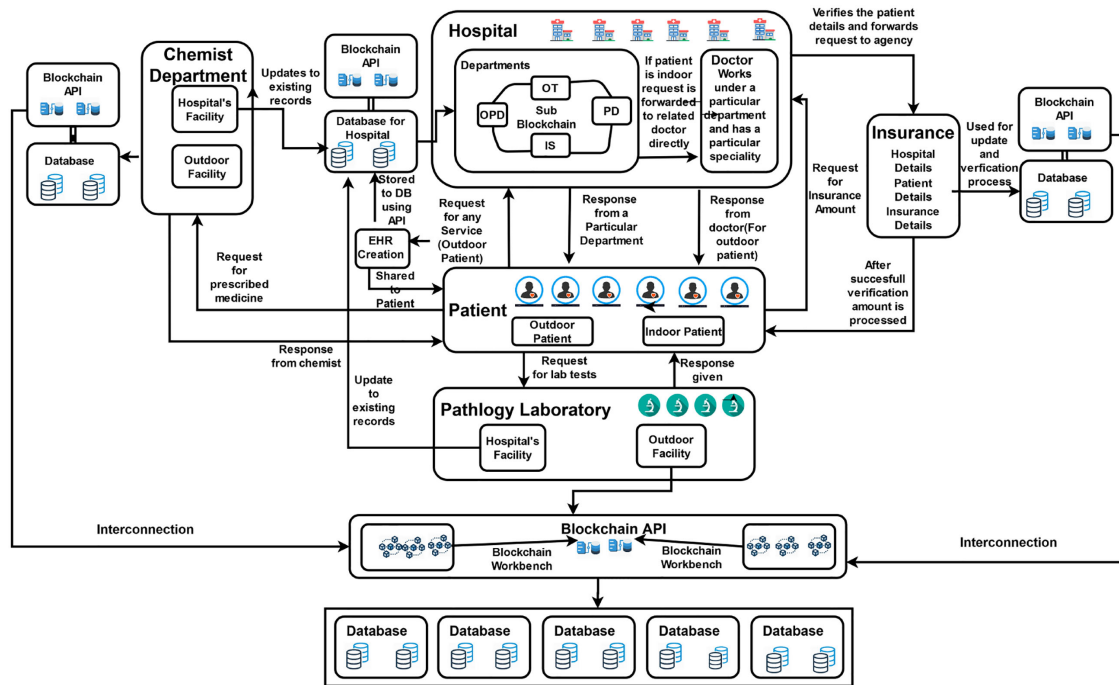 Chemist
Department
Hospital's
Facility
Outdoor
Facility
Blockchain
API
Database
Updates to
existing
records
Blockchain
API
Database for
Hospital
Stored
to DB
using
API
EHR
Creation
Shared
to
Patient
Request
for any
Service
(Outdoor
Patient)
Hospital
Departments
OT
OPD
Sub
Blockchain
PD
IS
If patient
is indoor
request is
forwarded
to related
doctor
directly
Doctor
Works
under a
particular
department
and has a
particular
speciality
Verifies the patient
details and forwards
request to agency
Insurance
Hospital
Details
Patient
Details
Insurance
Details
Used for
update
and
verfication
process
Blockchain
API
Database
Request
for
Insurance
Amount
Response
from a
Particular
Department
Response
from
doctor(For
outdoor
patient)
After
succesfull
verification
amount is
processed
Request
for
prescribed
medicine
Patient
Outdoor
Patient
Indoor Patient
Response
from chemist
Update
to
existing
records
Request
for lab tests
Response
given
Pathlogy Laboratory
Hospital's
Facility
Outdoor
Facility
Interconnection
Blockchain API
Blockchain
Workbench
Blockchain
Workbench
Interconnection
Database
Database
Database
Database
Database